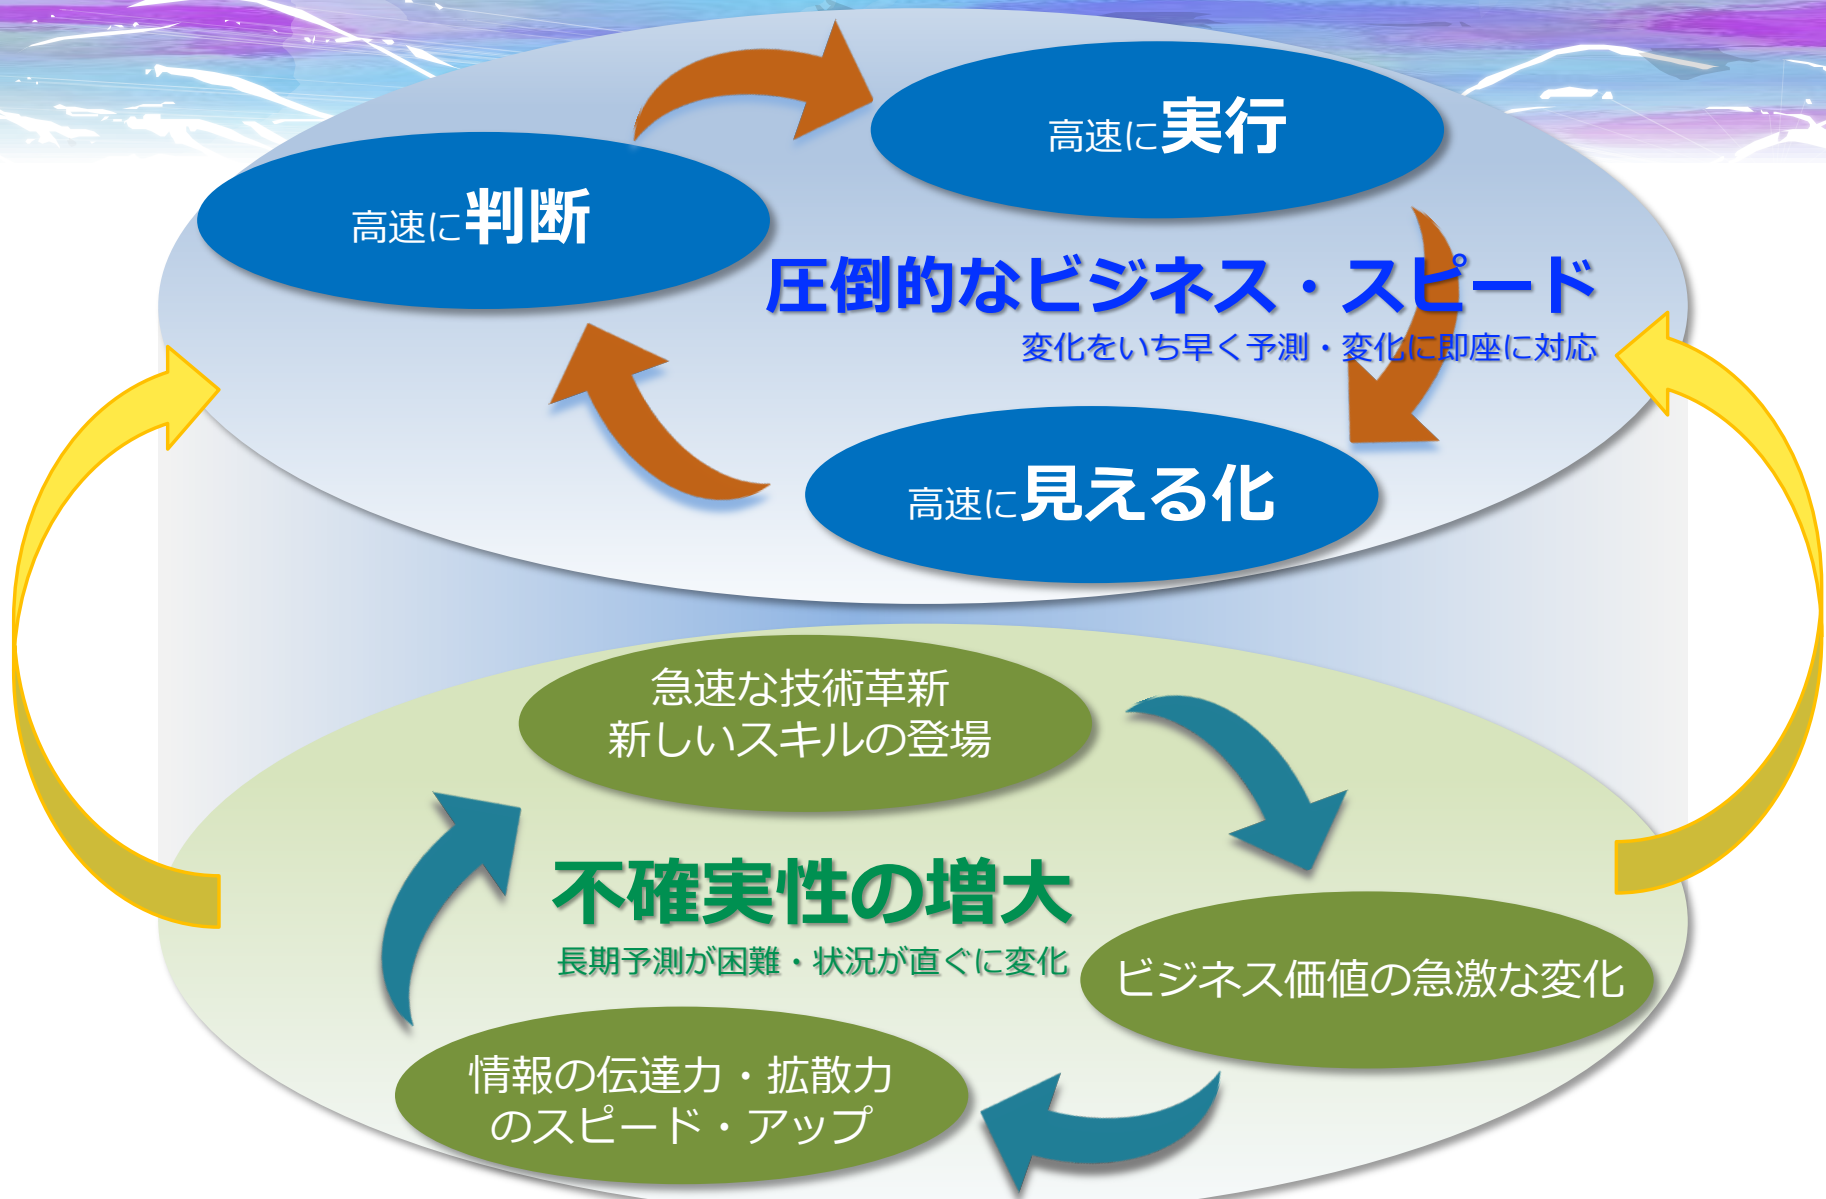 高速に実行
高速に判断
圧倒的なビジネス・スピード
変化をいち早く予測・変化に即座に対応
高速に見える化
急速な技術革新
新しいスキルの登場
不確実性の増大
長期予測が困難・状況が直ぐに変化
ビジネス価値の急激な変化
情報の伝達力・拡散力
のスピード・アップ